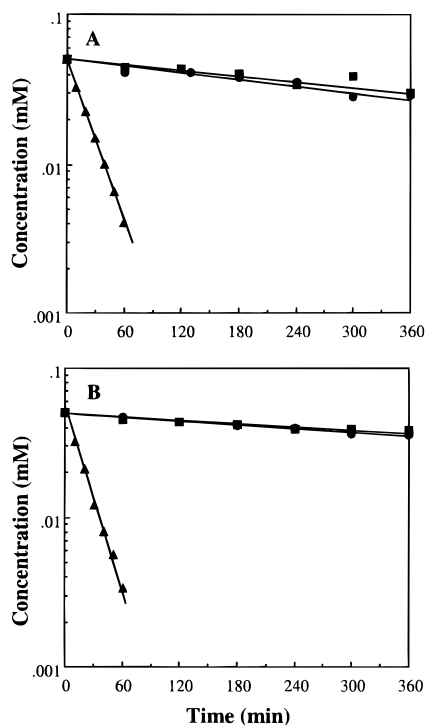 .1
A
.01
.001
Concentration (mM)
0 60 120 180 240 300 360
.1
B
.01
.001
Concentration (mM)
0 60 120 180 240 300 360
Time (min)